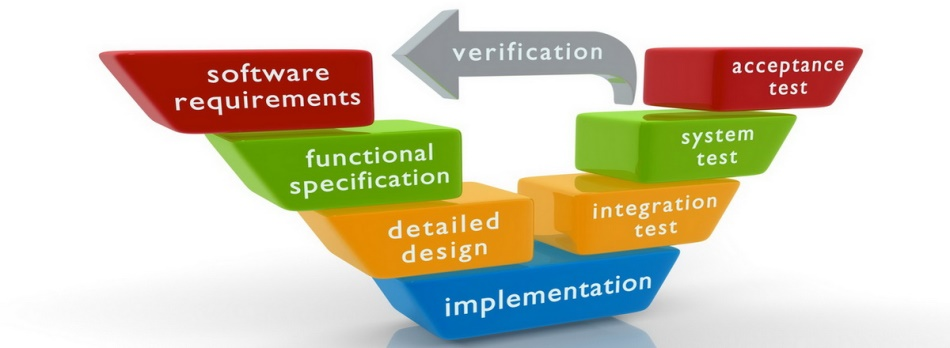 software
requirements
functional
specification
detailed
design
implementation
integration
test
system
test
acceptance
test
verification